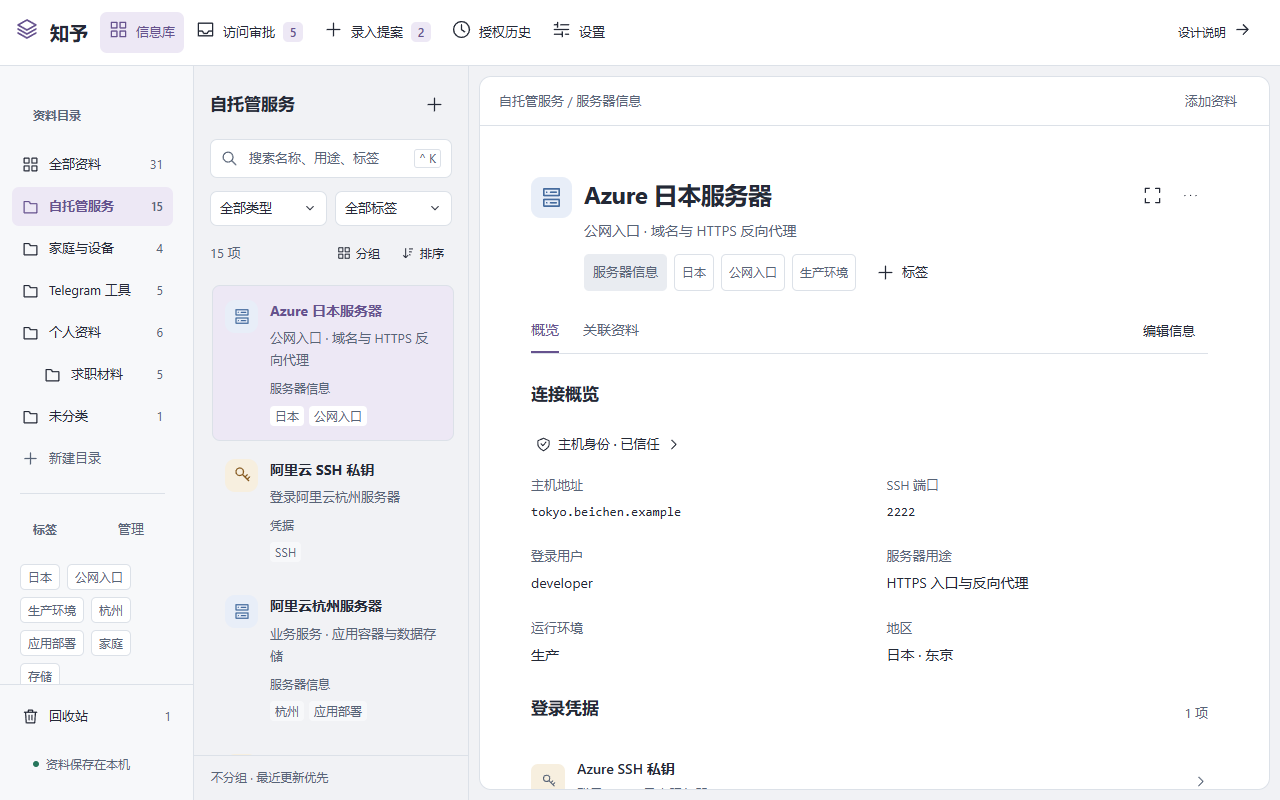 知予
信息库
访问审批 5
录入提案 2
授权历史
设置
设计说明
资料目录
全部资料 31
自托管服务 15
家庭与设备 4
Telegram 工具 5
个人资料 6
求职材料 5
未分类 1
新建目录
标签 管理
日本 公网入口
生产环境 杭州
应用部署 家庭
存储
回收站 1
资料保存在本机
自托管服务
搜索名称、用途、标签 ^ K
全部类型 全部标签
15 项 分组 排序
Azure 日本服务器
公网入口 · 域名与 HTTPS 反
向代理
服务器信息
日本 公网入口
阿里云 SSH 私钥
登录阿里云杭州服务器
凭据
SSH
阿里云杭州服务器
业务服务 · 应用容器与数据存
储
服务器信息
杭州 应用部署
不分组 · 最近更新优先
自托管服务 / 服务器信息 添加资料
Azure 日本服务器
公网入口 · 域名与 HTTPS 反向代理
服务器信息 日本 公网入口 生产环境 标签
概览 关联资料 编辑信息
连接概览
主机身份 · 已信任
主机地址 SSH 端口
tokyo.beichen.example 2222
登录用户 服务器用途
developer HTTPS 入口与反向代理
运行环境 地区
生产 日本 · 东京
登录凭据 1 项
Azure SSH 私钥